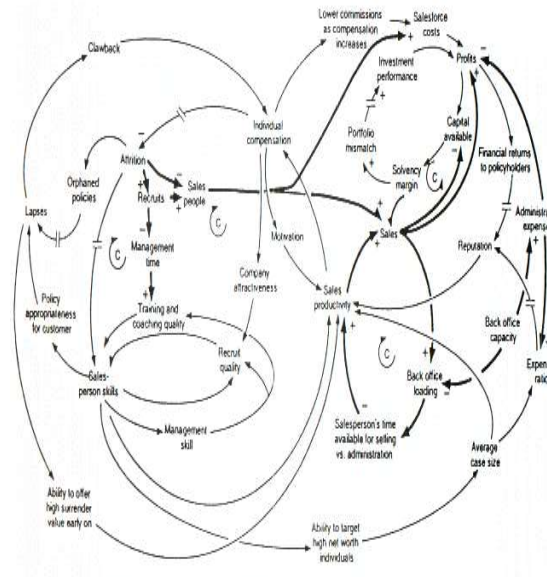 Lower commissions
as compensation
increases
Salesforce
costs
Clawback
Profits
Investment
performance
Individual
compensation
Capital
available
Portfolio
mismatch
Attrition
Financial returns
to policyholders
Solvency
margin
C
Orphaned
policies
Recruits
Sales
people
Lapses
C
Sales
Motivation
Reputation
Management
time
C
Company
attractiveness
Sales
productivity
Policy
appropriateness
for customer
Training and
coaching quality
Back office
capacity
Recruit
quality
C
Back office
loading
Sales-
person skills
Management
skill
Salesperson's time
available for selling
vs. administration
Average
case size
Ability to offer
high surrender
value early on
Ability to target
high net worth
individuals